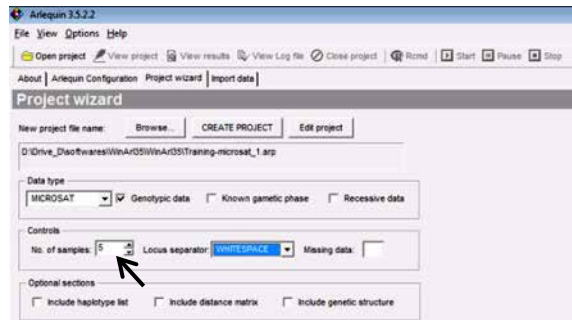 Arlequin 3.5.2.2
File View Options Help
Open project View project View results View Log file Close project Rcmd Start Pause Stop
About Arlequin Configuration Project wizard Import data
Project wizard
New project file name: Browse... CREATE PROJECT Edit project
D:\Drive_D\softwares\WinArl35\WinArl35\Training-microsat_1.arp
Data type
MICROSAT Genotypic data Known gametic phase Recessive data
Controls
No. of samples: 5 Locus separator: WHITESPACE Missing data:
Optional sections
Include haplotype list Include distance matrix Include genetic structure